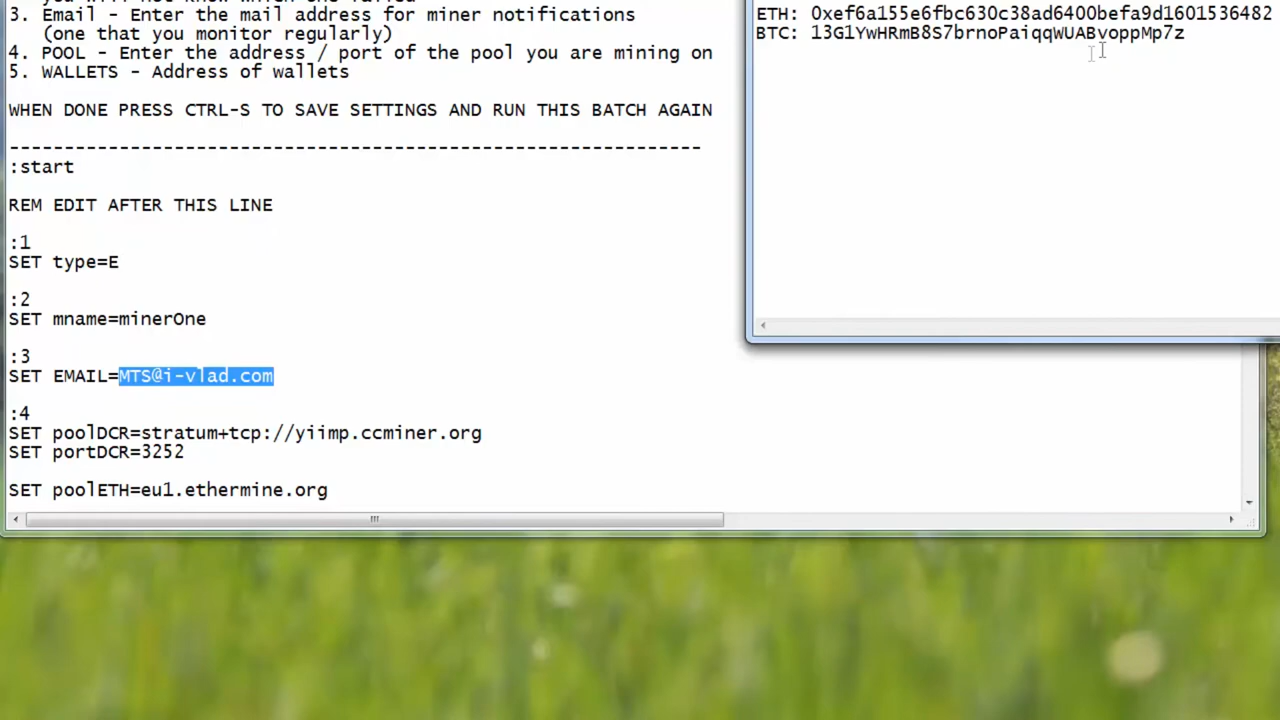 3. Email - Enter the mail address for miner notifications
(one that you monitor regularly)
4. POOL - Enter the address / port of the pool you are mining on
5. WALLETS - Address of wallets
WHEN DONE PRESS CTRL-S TO SAVE SETTINGS AND RUN THIS BATCH AGAIN
---------------------------------------------------------------
:start
REM EDIT AFTER THIS LINE
:1
SET type=E
:2
SET mname=minerOne
:3
SET EMAIL=MTS@i-vlad.com
:4
SET poolDCR=stratum+tcp://yiimp.ccminer.org
SET portDCR=3252
SET poolETH=eu1.ethermine.org
ETH: 0xef6a155e6fbc630c38ad6400befa9d1601536482
BTC: 13G1YwHRmB8S7brnoPaiqqWUABvoppMp7z